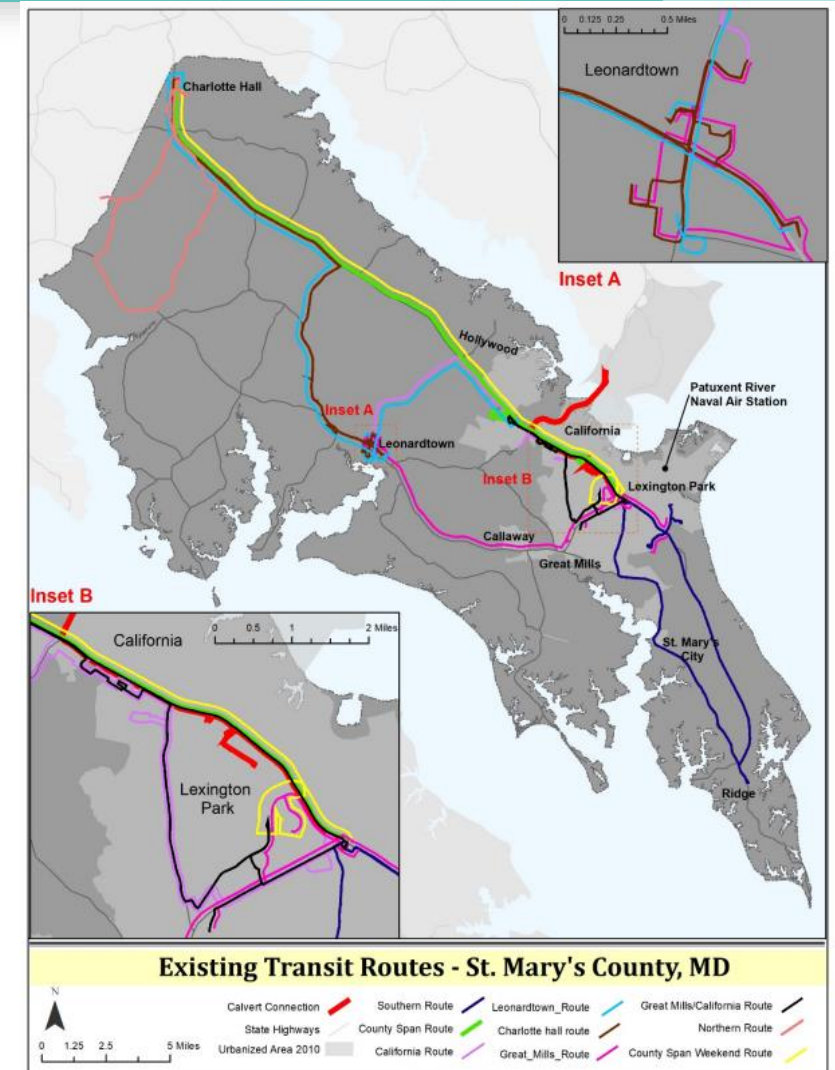 0 0.125 0.25 0.5 Miles
Leonardtown
Inset A
Charlotte Hall
Hollywood
Patuxent River
Naval Air Station
Inset A
California
Leonardtown
Inset B
Lexington Park
Callaway
Great Mills
St. Mary's
City
Ridge
Inset B
California
0 0.5 1 2 Miles
Lexington
Park
Existing Transit Routes - St. Mary's County, MD
N
0 1.25 2.5 5 Miles
Calvert Connection
State Highways
Urbanized Area 2010
Southern Route
County Span Route
California Route
Leonardtown_Route
Charlotte hall route
Great_Mills_Route
Great Mills/California Route
Northern Route
County Span Weekend Route